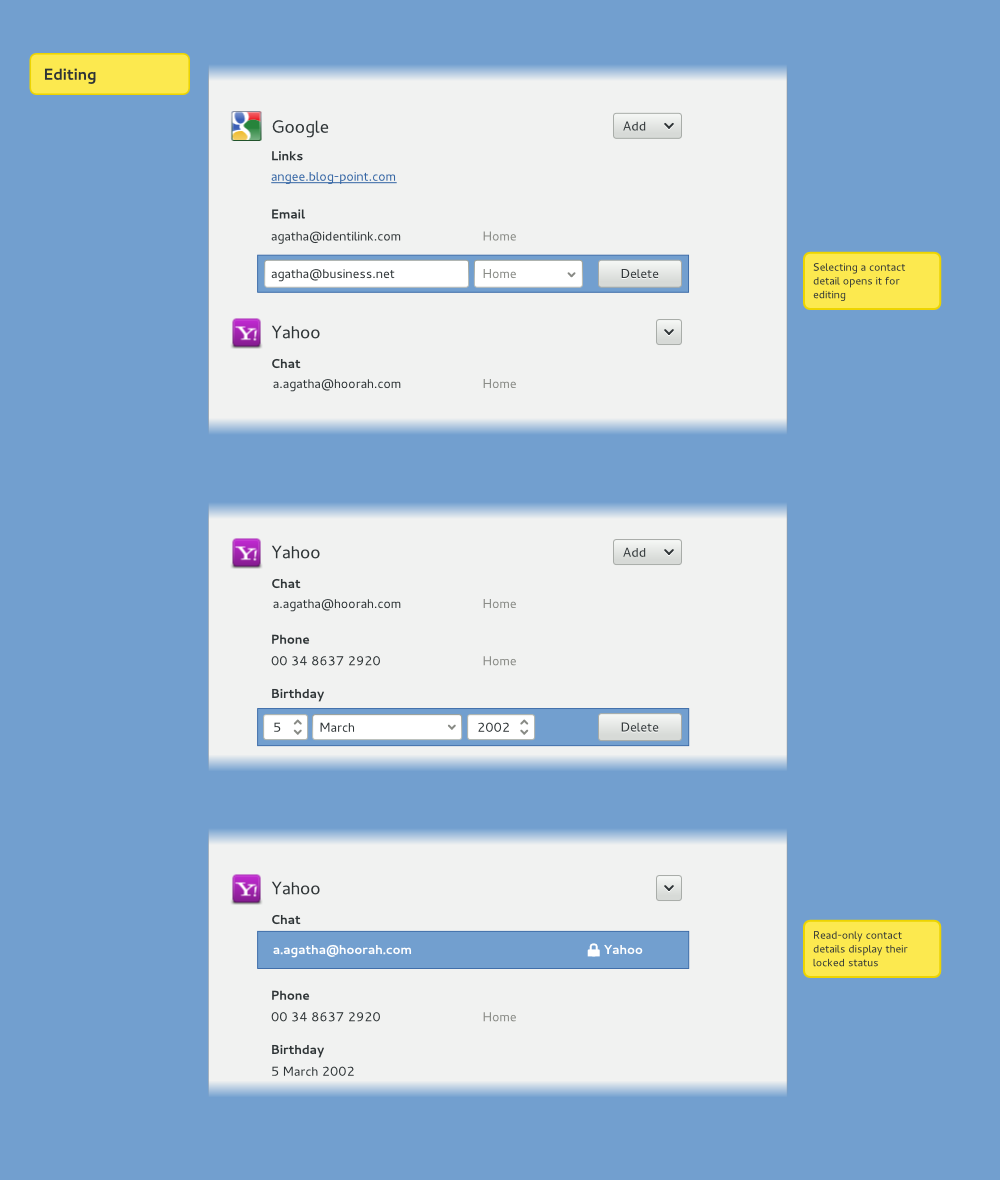 Editing
Google
Add
Links
angee.blog-point.com
Email
agatha@identilink.com Home
agatha@business.net Home Delete
Selecting a contact
detail opens it for
editing
Y! Yahoo
Chat
a.agatha@hoorah.com Home
Y! Yahoo Add
Chat
a.agatha@hoorah.com Home
Phone
00 34 8637 2920 Home
Birthday
5 March 2002 Delete
Y! Yahoo
Chat
a.agatha@hoorah.com Yahoo
Read-only contact
details display their
locked status
Phone
00 34 8637 2920 Home
Birthday
5 March 2002